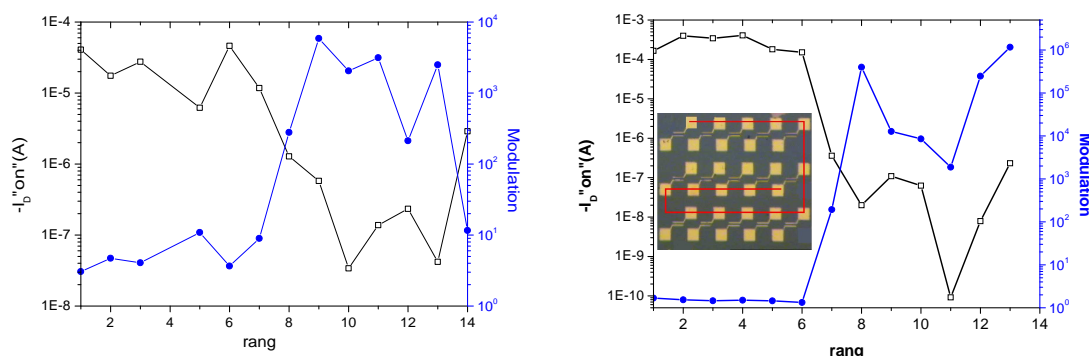 1E-4
1E-5
1E-6
1E-7
1E-8
-I_D"on"(A)
10^4
10^3
10^2
10^1
10^0
Modulation
2 4 6 8 10 12 14
rang
1E-3
1E-4
1E-5
1E-6
1E-7
1E-8
1E-9
1E-10
-I_D"on"(A)
10^6
10^5
10^4
10^3
10^2
10^1
10^0
Modulation
2 4 6 8 10 12 14
rang